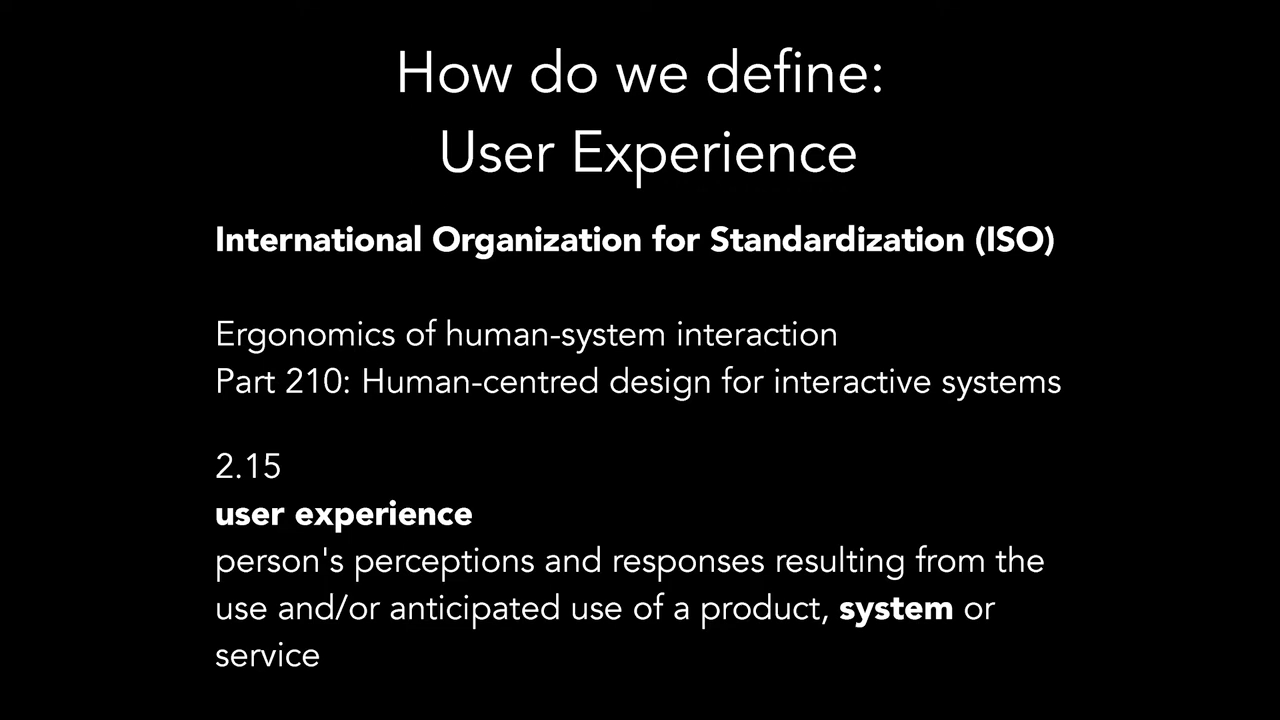 How do we define:
User Experience
International Organization for Standardization (ISO)
Ergonomics of human-system interaction
Part 210: Human-centred design for interactive systems
2.15
user experience
person's perceptions and responses resulting from the
use and/or anticipated use of a product, system or
service